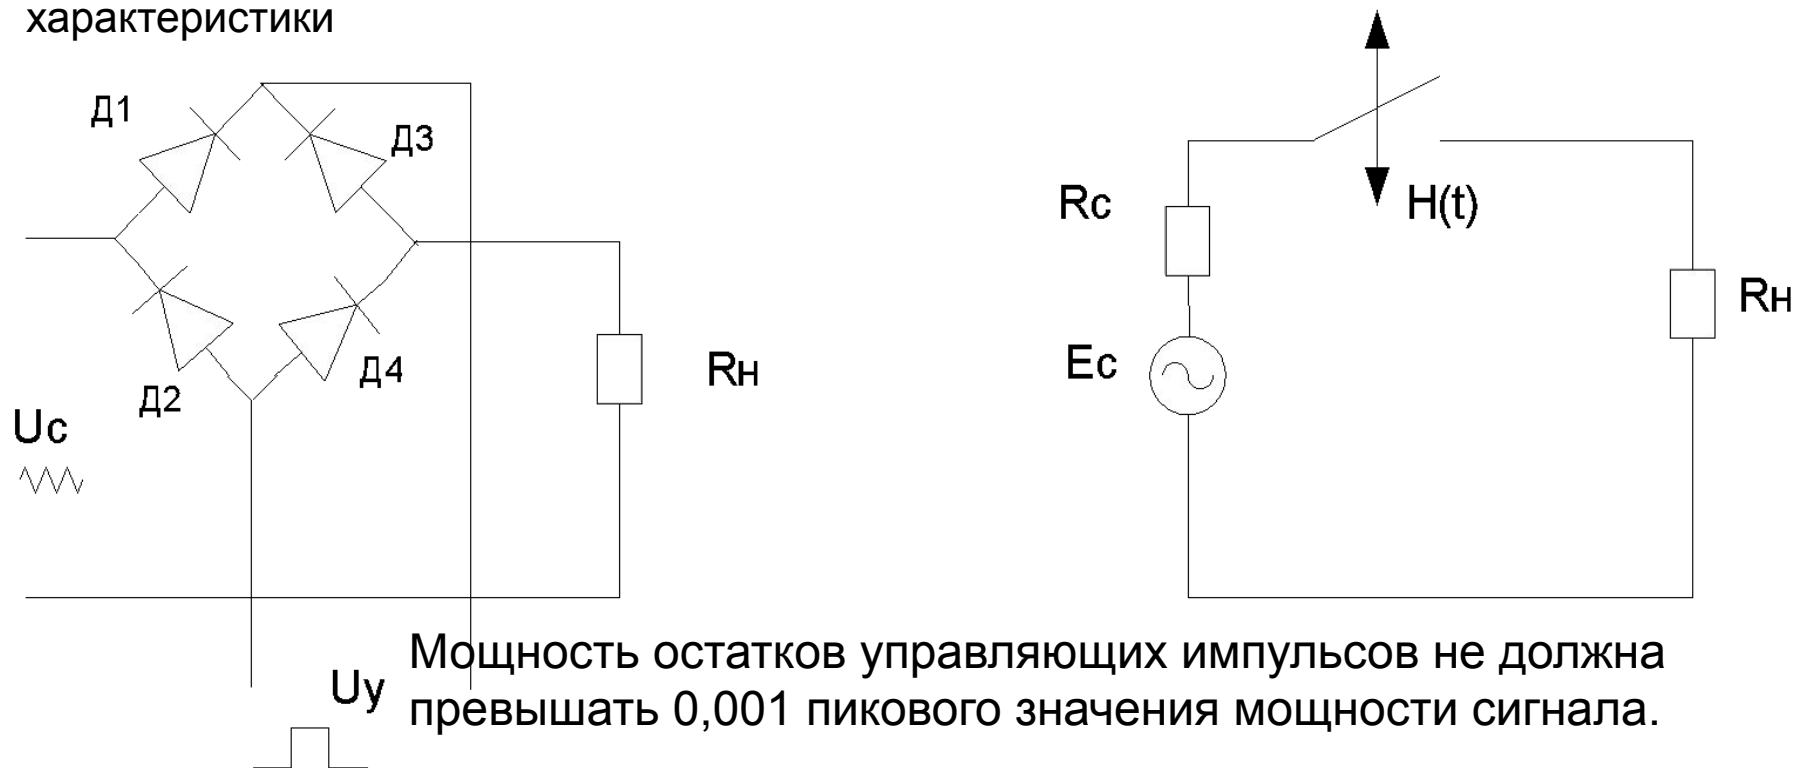 характеристики
Д1
Д3
Д2
Д4
Uc
Rн
Uy
Rc
H(t)
Ec
Rн
Мощность остатков управляющих импульсов не должна
превышать 0,001 пикового значения мощности сигнала.